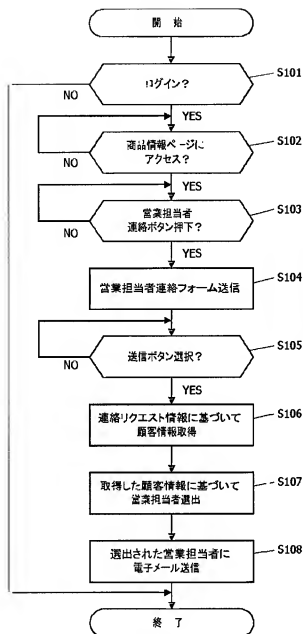 開 始
ログイン?
S101
NO
YES
商品情報ページに
アクセス?
S102
NO
YES
営業担当者
連絡ボタン押下?
S103
NO
YES
営業担当者連絡フォーム送信
S104
送信ボタン選択?
S105
NO
YES
連絡リクエスト情報に基づいて
顧客情報取得
S106
取得した顧客情報に基づいて
営業担当者選出
S107
選出された営業担当者に
電子メール送信
S108
終 了